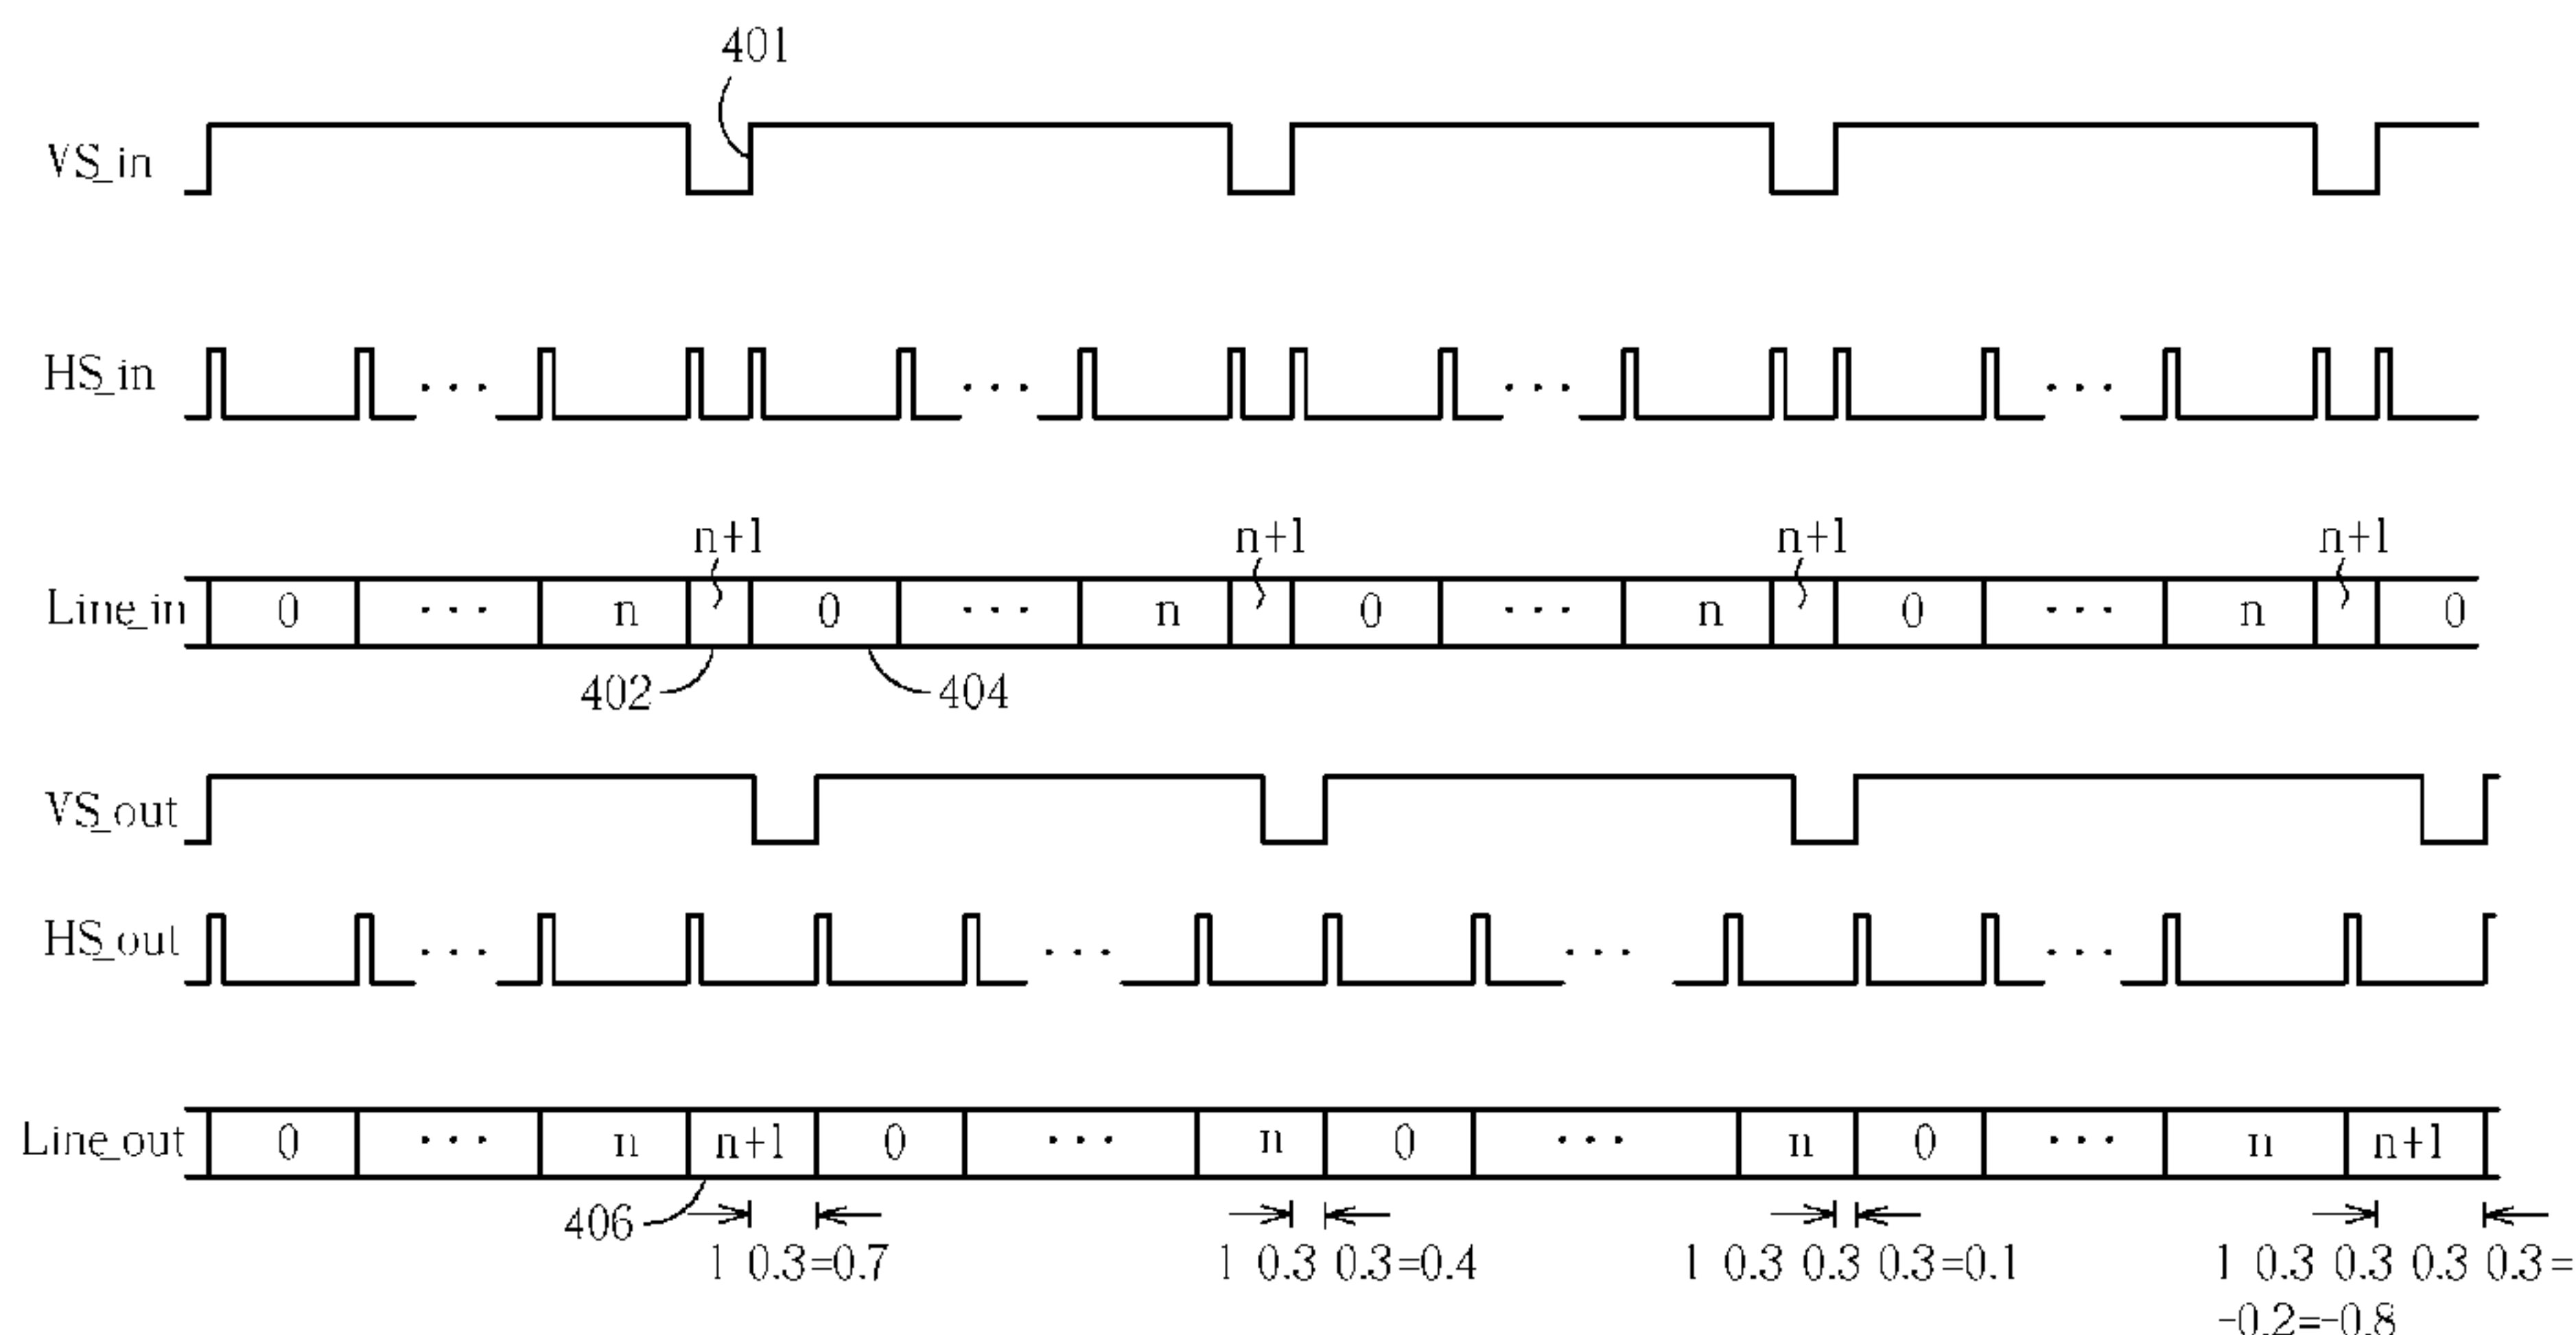 401
VS_in
HS_in
n+1 n+1 n+1 n+1
Line_in 0 ... n 0 ... n 0 ... n 0 ... n 0
402 404
VS_out
HS_out
Line_out 0 ... n n+1 0 ... n 0 ... n 0 ... n n+1
406
1 0.3=0.7 1 0.3 0.3=0.4 1 0.3 0.3 0.3=0.1 1 0.3 0.3 0.3 0.3=
-0.2=-0.8